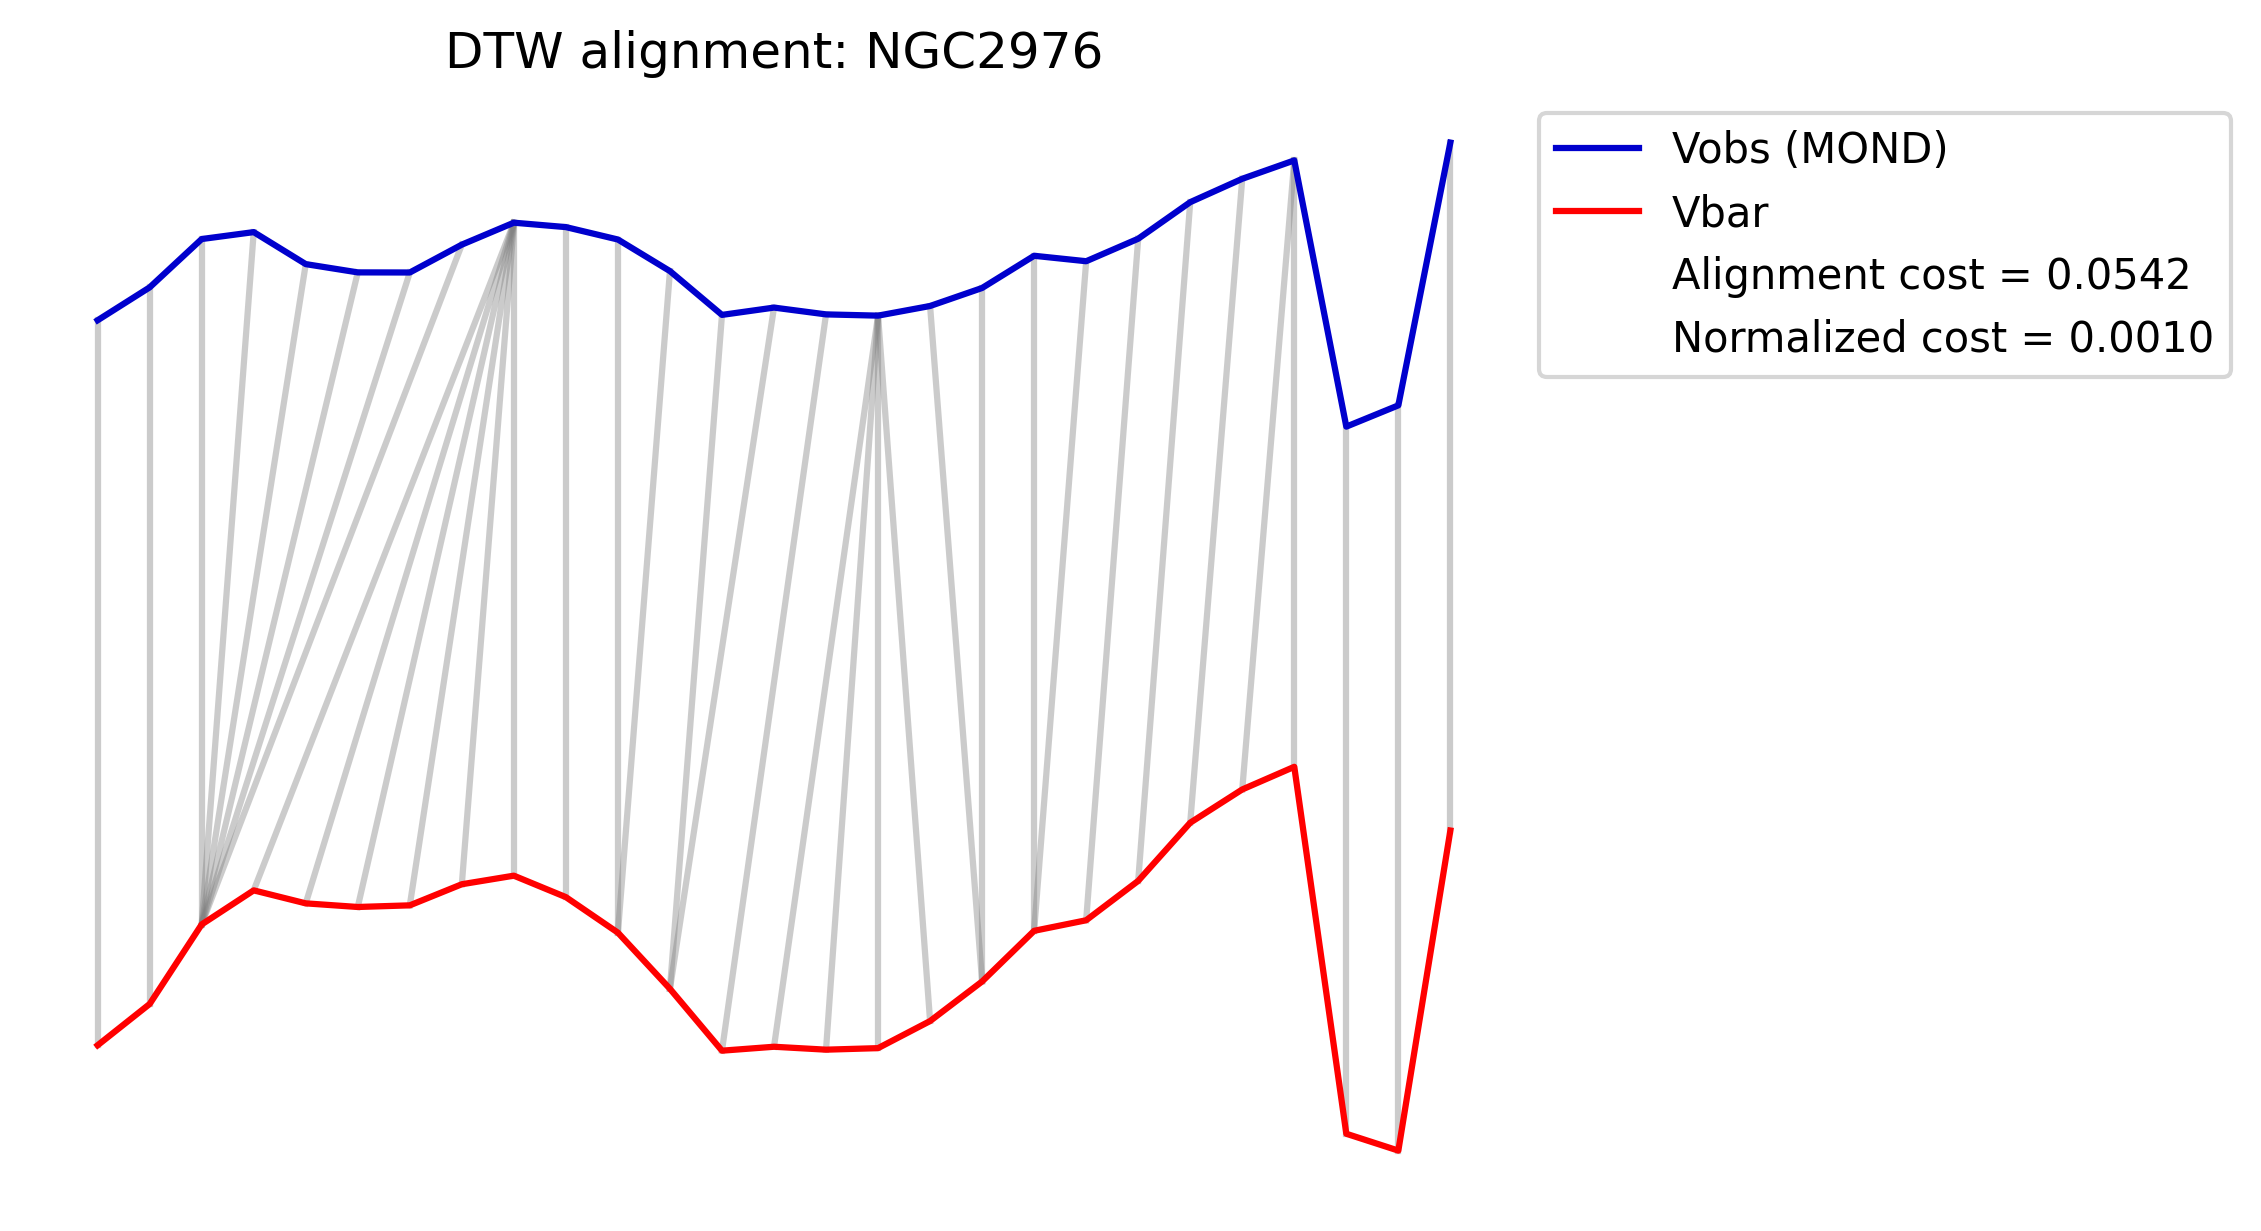 DTW alignment: NGC2976
Vobs (MOND)
Vbar
Alignment cost = 0.0542
Normalized cost = 0.0010